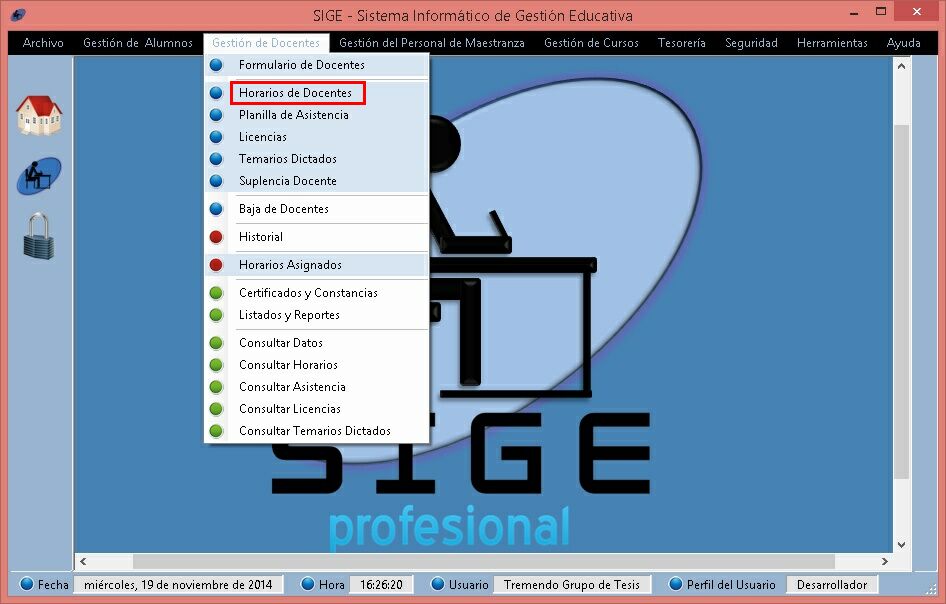 SIGE - Sistema Informático de Gestión Educativa
Archivo Gestión de Alumnos Gestión de Docentes Gestión del Personal de Maestranza Gestión de Cursos Tesorería Seguridad Herramientas Ayuda
Formulario de Docentes
Horarios de Docentes
Planilla de Asistencia
Licencias
Temarios Dictados
Suplencia Docente
Baja de Docentes
Historial
Horarios Asignados
Certificados y Constancias
Listados y Reportes
Consultar Datos
Consultar Horarios
Consultar Asistencia
Consultar Licencias
Consultar Temarios Dictados
SIGE
profesional
Fecha miércoles, 19 de noviembre de 2014 Hora 16:26:20 Usuario Tremendo Grupo de Tesis Perfil del Usuario Desarrollador